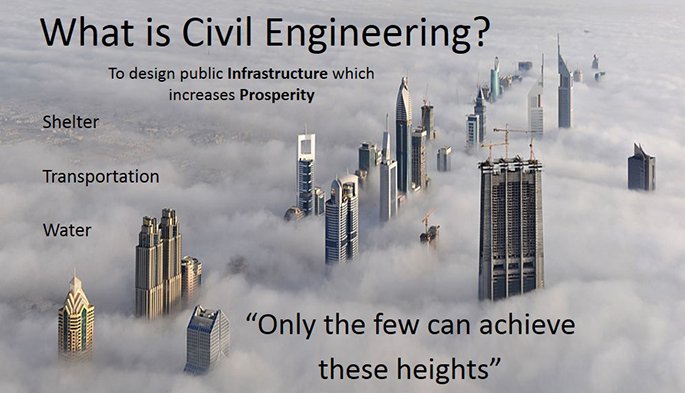 What is Civil Engineering?
To design public Infrastructure which
increases Prosperity
Shelter
Transportation
Water
“Only the few can achieve
these heights”